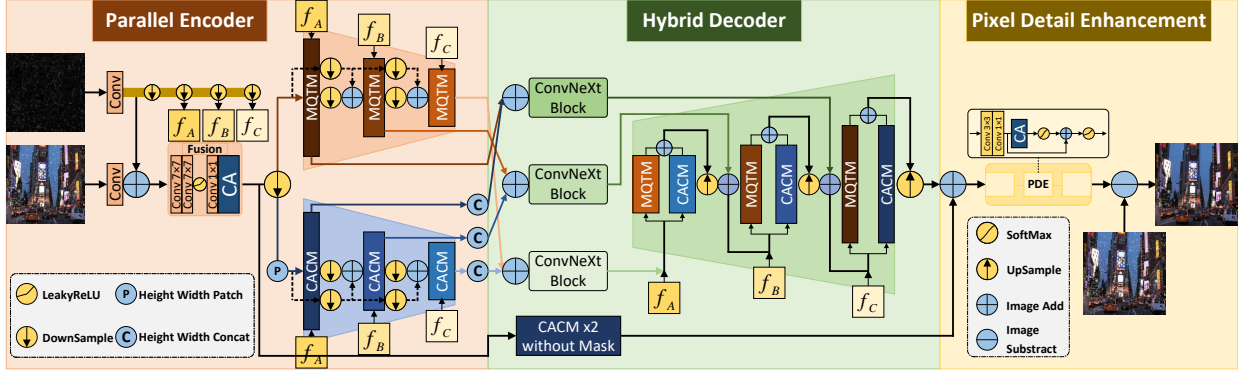 Parallel Encoder
Hybrid Decoder
Pixel Detail Enhancement
Conv
f_A
f_B
f_C
Fusion
Conv 7×7
Conv 7×7
Conv 1×1
CA
Conv
f_A
f_B
f_C
MQTM
MQTM
MQTM
P
CACM
CACM
CACM
f_A
f_B
f_C
C
C
C
LeakyReLU
P
Height Width Patch
DownSample
C
Height Width Concat
ConvNeXt
Block
ConvNeXt
Block
ConvNeXt
Block
MQTM
CACM
MQTM
CACM
MQTM
CACM
f_A
f_B
f_C
CACM x2
without Mask
Conv 3×3
Conv 1×1
CA
PDE
SoftMax
UpSample
Image Add
Image
Substract